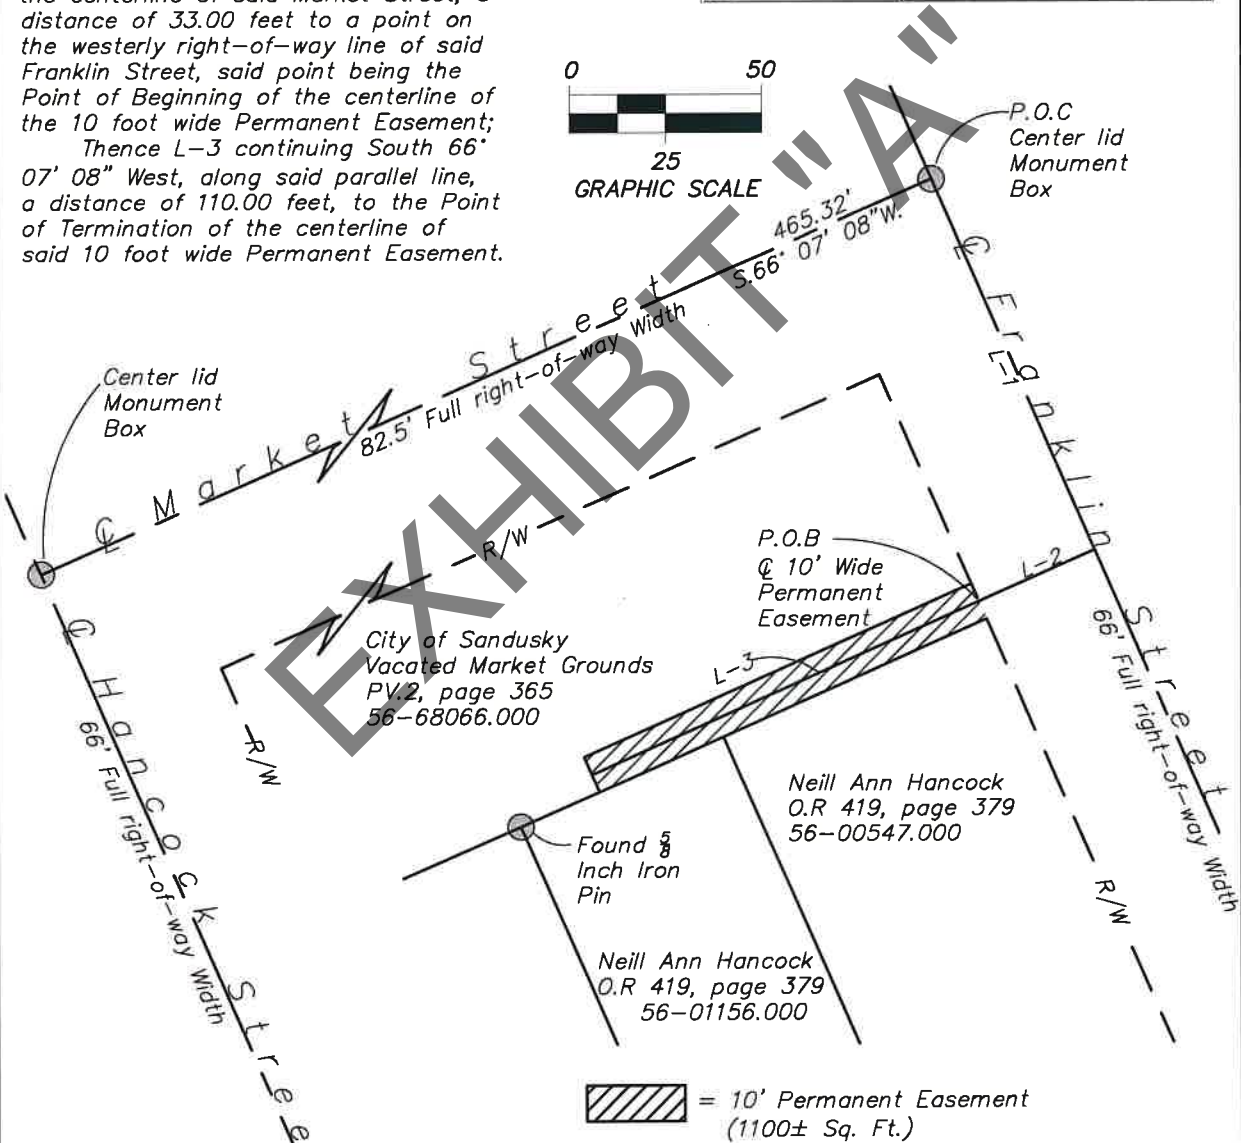 distance of 33.00 feet to a point on
the westerly right-of-way line of said
Franklin Street, said point being the
Point of Beginning of the centerline of
the 10 foot wide Permanent Easement;
Thence L-3 continuing South 66°
07' 08" West, along said parallel line,
a distance of 110.00 feet, to the Point
of Termination of the centerline of
said 10 foot wide Permanent Easement.
0 50
25
GRAPHIC SCALE
EXHIBIT "A"
P.O.C
Center lid
Monument
Box
465.32'
S.66° 07' 08"W.
℄ Market Street
82.5' Full right-of-way Width
Center lid
Monument
Box
℄ Franklin Street
66' Full right-of-way Width
L-1
L-2
L-3
R/W
P.O.B
℄ 10' Wide
Permanent
Easement
City of Sandusky
Vacated Market Grounds
PV.2, page 365
56-68066.000
R/W
℄ Hancock Stree
66' Full right-of-way Width
Found 5/8
Inch Iron
Pin
Neill Ann Hancock
O.R 419, page 379
56-00547.000
R/W
Neill Ann Hancock
O.R 419, page 379
56-01156.000
= 10' Permanent Easement
(1100± Sq. Ft.)